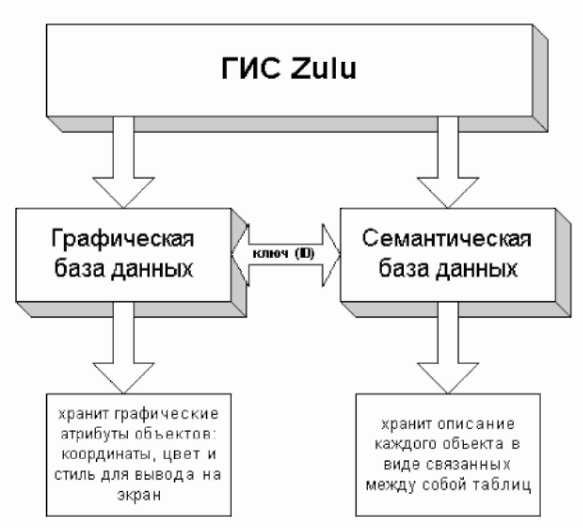 ГИС Zulu
Графическая
база данных
ключ (ID)
Семантическая
база данных
хранит графические
атрибуты объектов:
координаты, цвет и
стиль для вывода на
экран
хранит описание
каждого объекта в
виде связанных
между собой таблиц